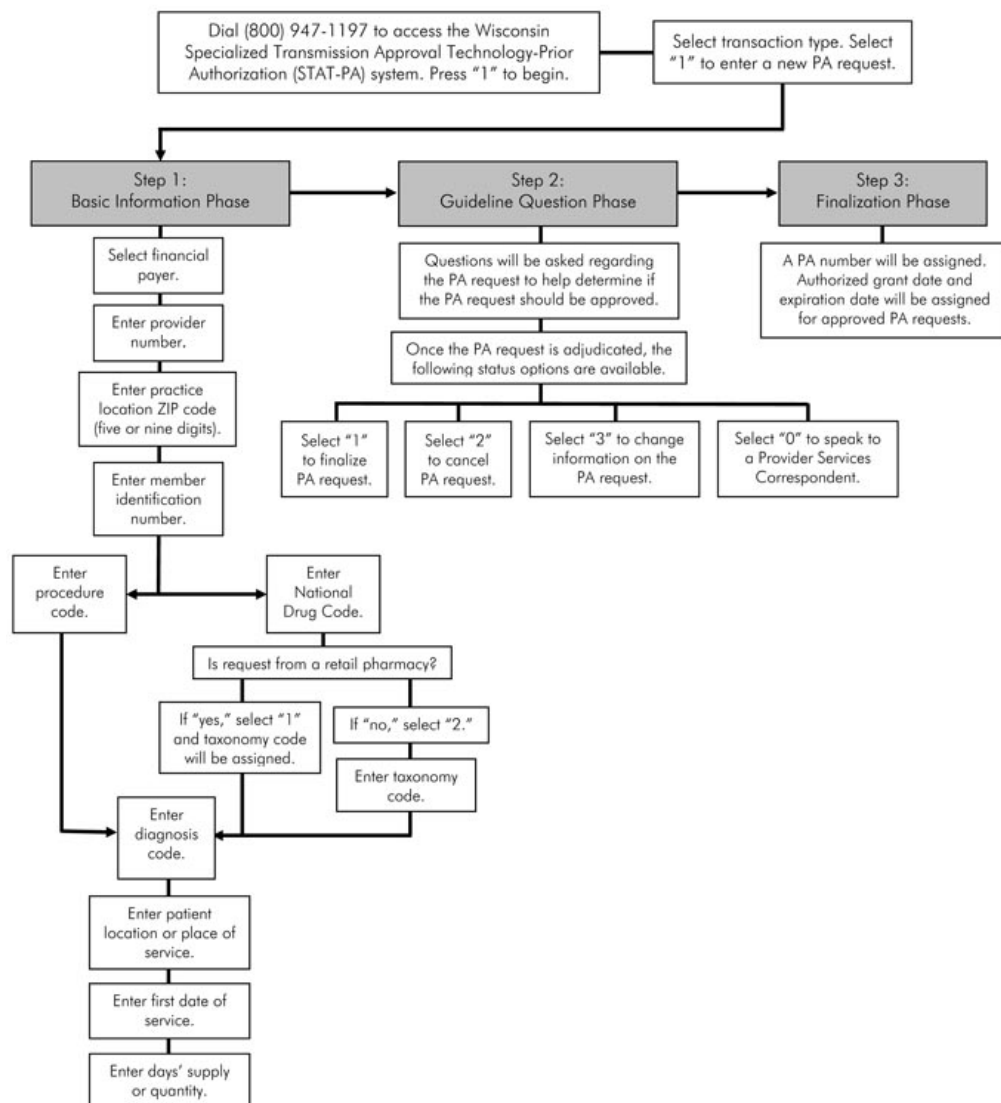 Dial (800) 947-1197 to access the Wisconsin
Specialized Transmission Approval Technology-Prior
Authorization (STAT-PA) system. Press “1” to begin.
Select transaction type. Select
“1” to enter a new PA request.
Step 1:
Basic Information Phase
Select financial
payer.
Enter provider
number.
Enter practice
location ZIP code
(five or nine digits).
Enter member
identification
number.
Enter
procedure
code.
Enter
National
Drug Code.
Is request from a retail pharmacy?
If “yes,” select “1”
and taxonomy code
will be assigned.
If “no,” select “2.”
Enter taxonomy
code.
Enter
diagnosis
code.
Enter patient
location or place of
service.
Enter first date of
service.
Enter days’ supply
or quantity.
Step 2:
Guideline Question Phase
Questions will be asked regarding
the PA request to help determine if
the PA request should be approved.
Once the PA request is adjudicated, the
following status options are available.
Select “1”
to finalize
PA request.
Select “2”
to cancel
PA request.
Select “3” to change
information on the
PA request.
Select “0” to speak to
a Provider Services
Correspondent.
Step 3:
Finalization Phase
A PA number will be assigned.
Authorized grant date and
expiration date will be assigned
for approved PA requests.